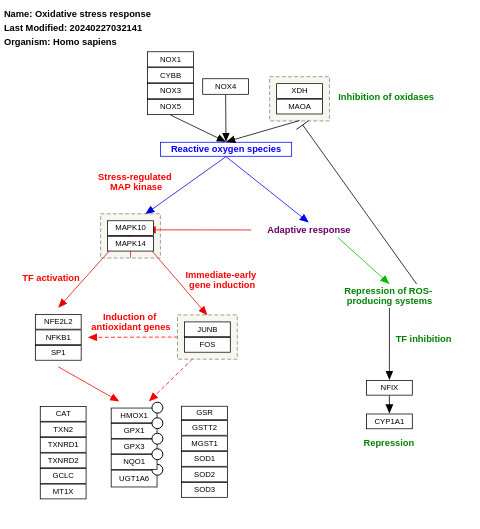 Name: Oxidative stress response
Last Modified: 20240227032141
Organism: Homo sapiens
NOX1
CYBB
NOX3
NOX5
NOX4
XDH
MAOA
Inhibition of oxidases
Reactive oxygen species
Stress-regulated
MAP kinase
MAPK10
MAPK14
Adaptive response
TF activation
Immediate-early
gene induction
Repression of ROS-
producing systems
NFE2L2
NFKB1
SP1
Induction of
antioxidant genes
JUNB
FOS
TF inhibition
NFIX
CYP1A1
Repression
CAT
TXN2
TXNRD1
TXNRD2
GCLC
MT1X
HMOX1
GPX1
GPX3
NQO1
UGT1A6
GSR
GSTT2
MGST1
SOD1
SOD2
SOD3